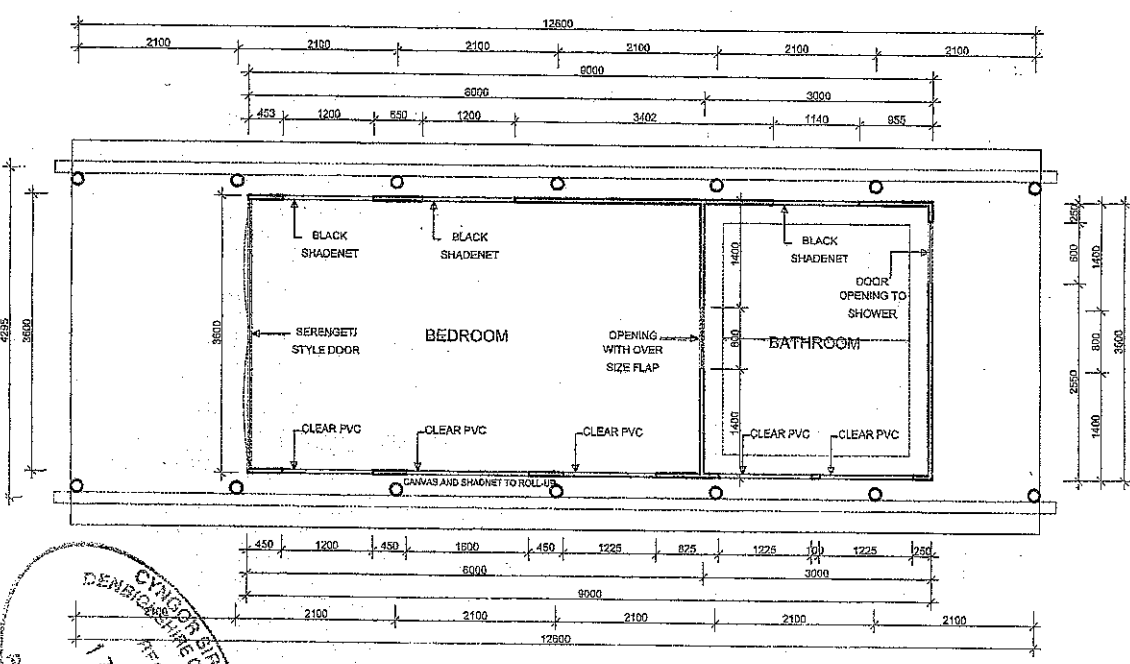 12600
2100 2100 2100 2100 2100 2100
9000
6000 3000
453 1200 650 1200 3402 1140 955
BLACK
SHADENET
BLACK
SHADENET
BLACK
SHADENET
DOOR
OPENING TO
SHOWER
SERENGETI
STYLE DOOR
BEDROOM
OPENING
WITH OVER
SIZE FLAP
BATHROOM
4295
3600
3600
1400
800
1400
250
600
2550
1400
800
1400
3600
CLEAR PVC
CLEAR PVC
CLEAR PVC
CLEAR PVC
CLEAR PVC
CANVAS AND SHADNET TO ROLL-UP
450 1200 450 1600 450 1225 825 1225 100 1225 250
6000 3000
9000
2100 2100 2100 2100 2100
12600
CYNGOR SIR
DENBIGHSHIRE